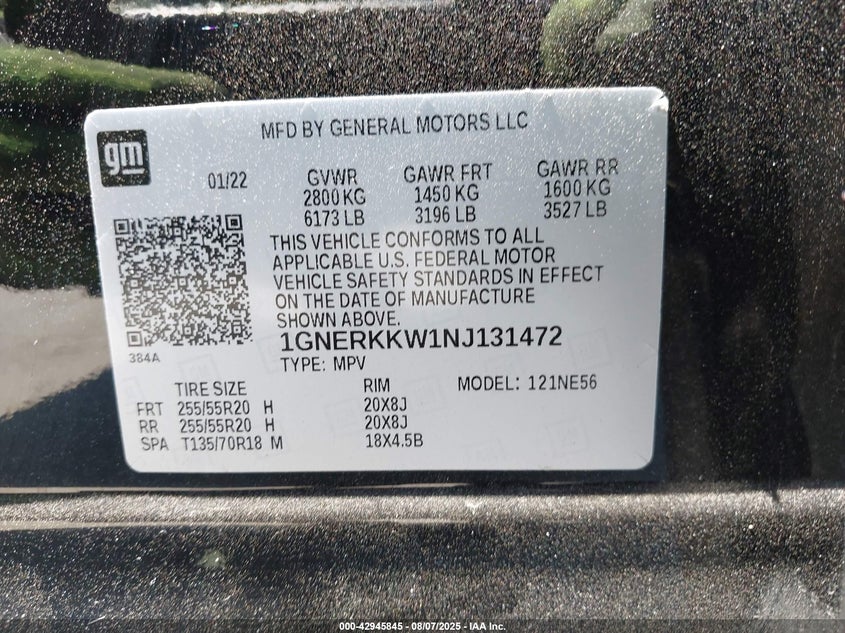 MFD BY GENERAL MOTORS LLC
gm
01/22 GVWR GAWR FRT GAWR RR
2800 KG 1450 KG 1600 KG
6173 LB 3196 LB 3527 LB
THIS VEHICLE CONFORMS TO ALL
APPLICABLE U.S. FEDERAL MOTOR
VEHICLE SAFETY STANDARDS IN EFFECT
ON THE DATE OF MANUFACTURE
SHOWN ABOVE.
1GNERKKW1NJ131472
384A
TYPE: MPV
TIRE SIZE RIM MODEL: 121NE56
FRT 255/55R20 H 20X8J
RR 255/55R20 H 20X8J
SPA T135/70R18 M 18X4.5B
000-42945845 - 08/07/2025 - IAA Inc.